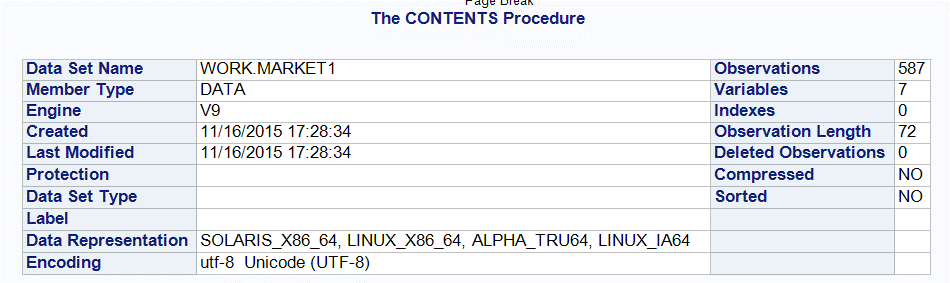 Page Break
The CONTENTS Procedure
Data Set Name WORK.MARKET1 Observations 587
Member Type DATA Variables 7
Engine V9 Indexes 0
Created 11/16/2015 17:28:34 Observation Length 72
Last Modified 11/16/2015 17:28:34 Deleted Observations 0
Protection Compressed NO
Data Set Type Sorted NO
Label
Data Representation SOLARIS_X86_64, LINUX_X86_64, ALPHA_TRU64, LINUX_IA64
Encoding utf-8 Unicode (UTF-8)